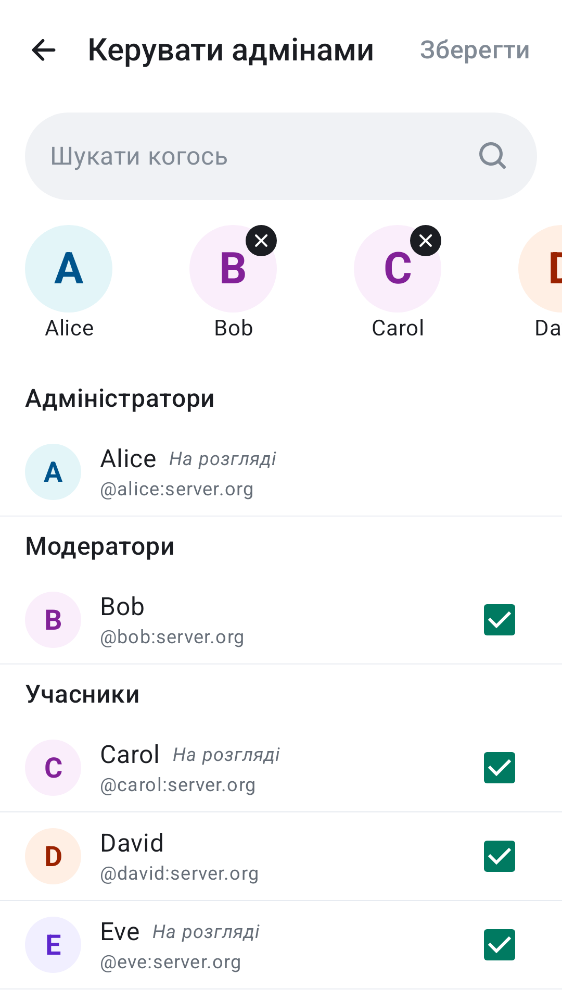 Керувати адмінами Зберегти
Шукати когось
A B C D
Alice Bob Carol Da
Адміністратори
A Alice На розгляді
@alice:server.org
Модератори
B Bob
@bob:server.org
Учасники
C Carol На розгляді
@carol:server.org
D David
@david:server.org
E Eve На розгляді
@eve:server.org